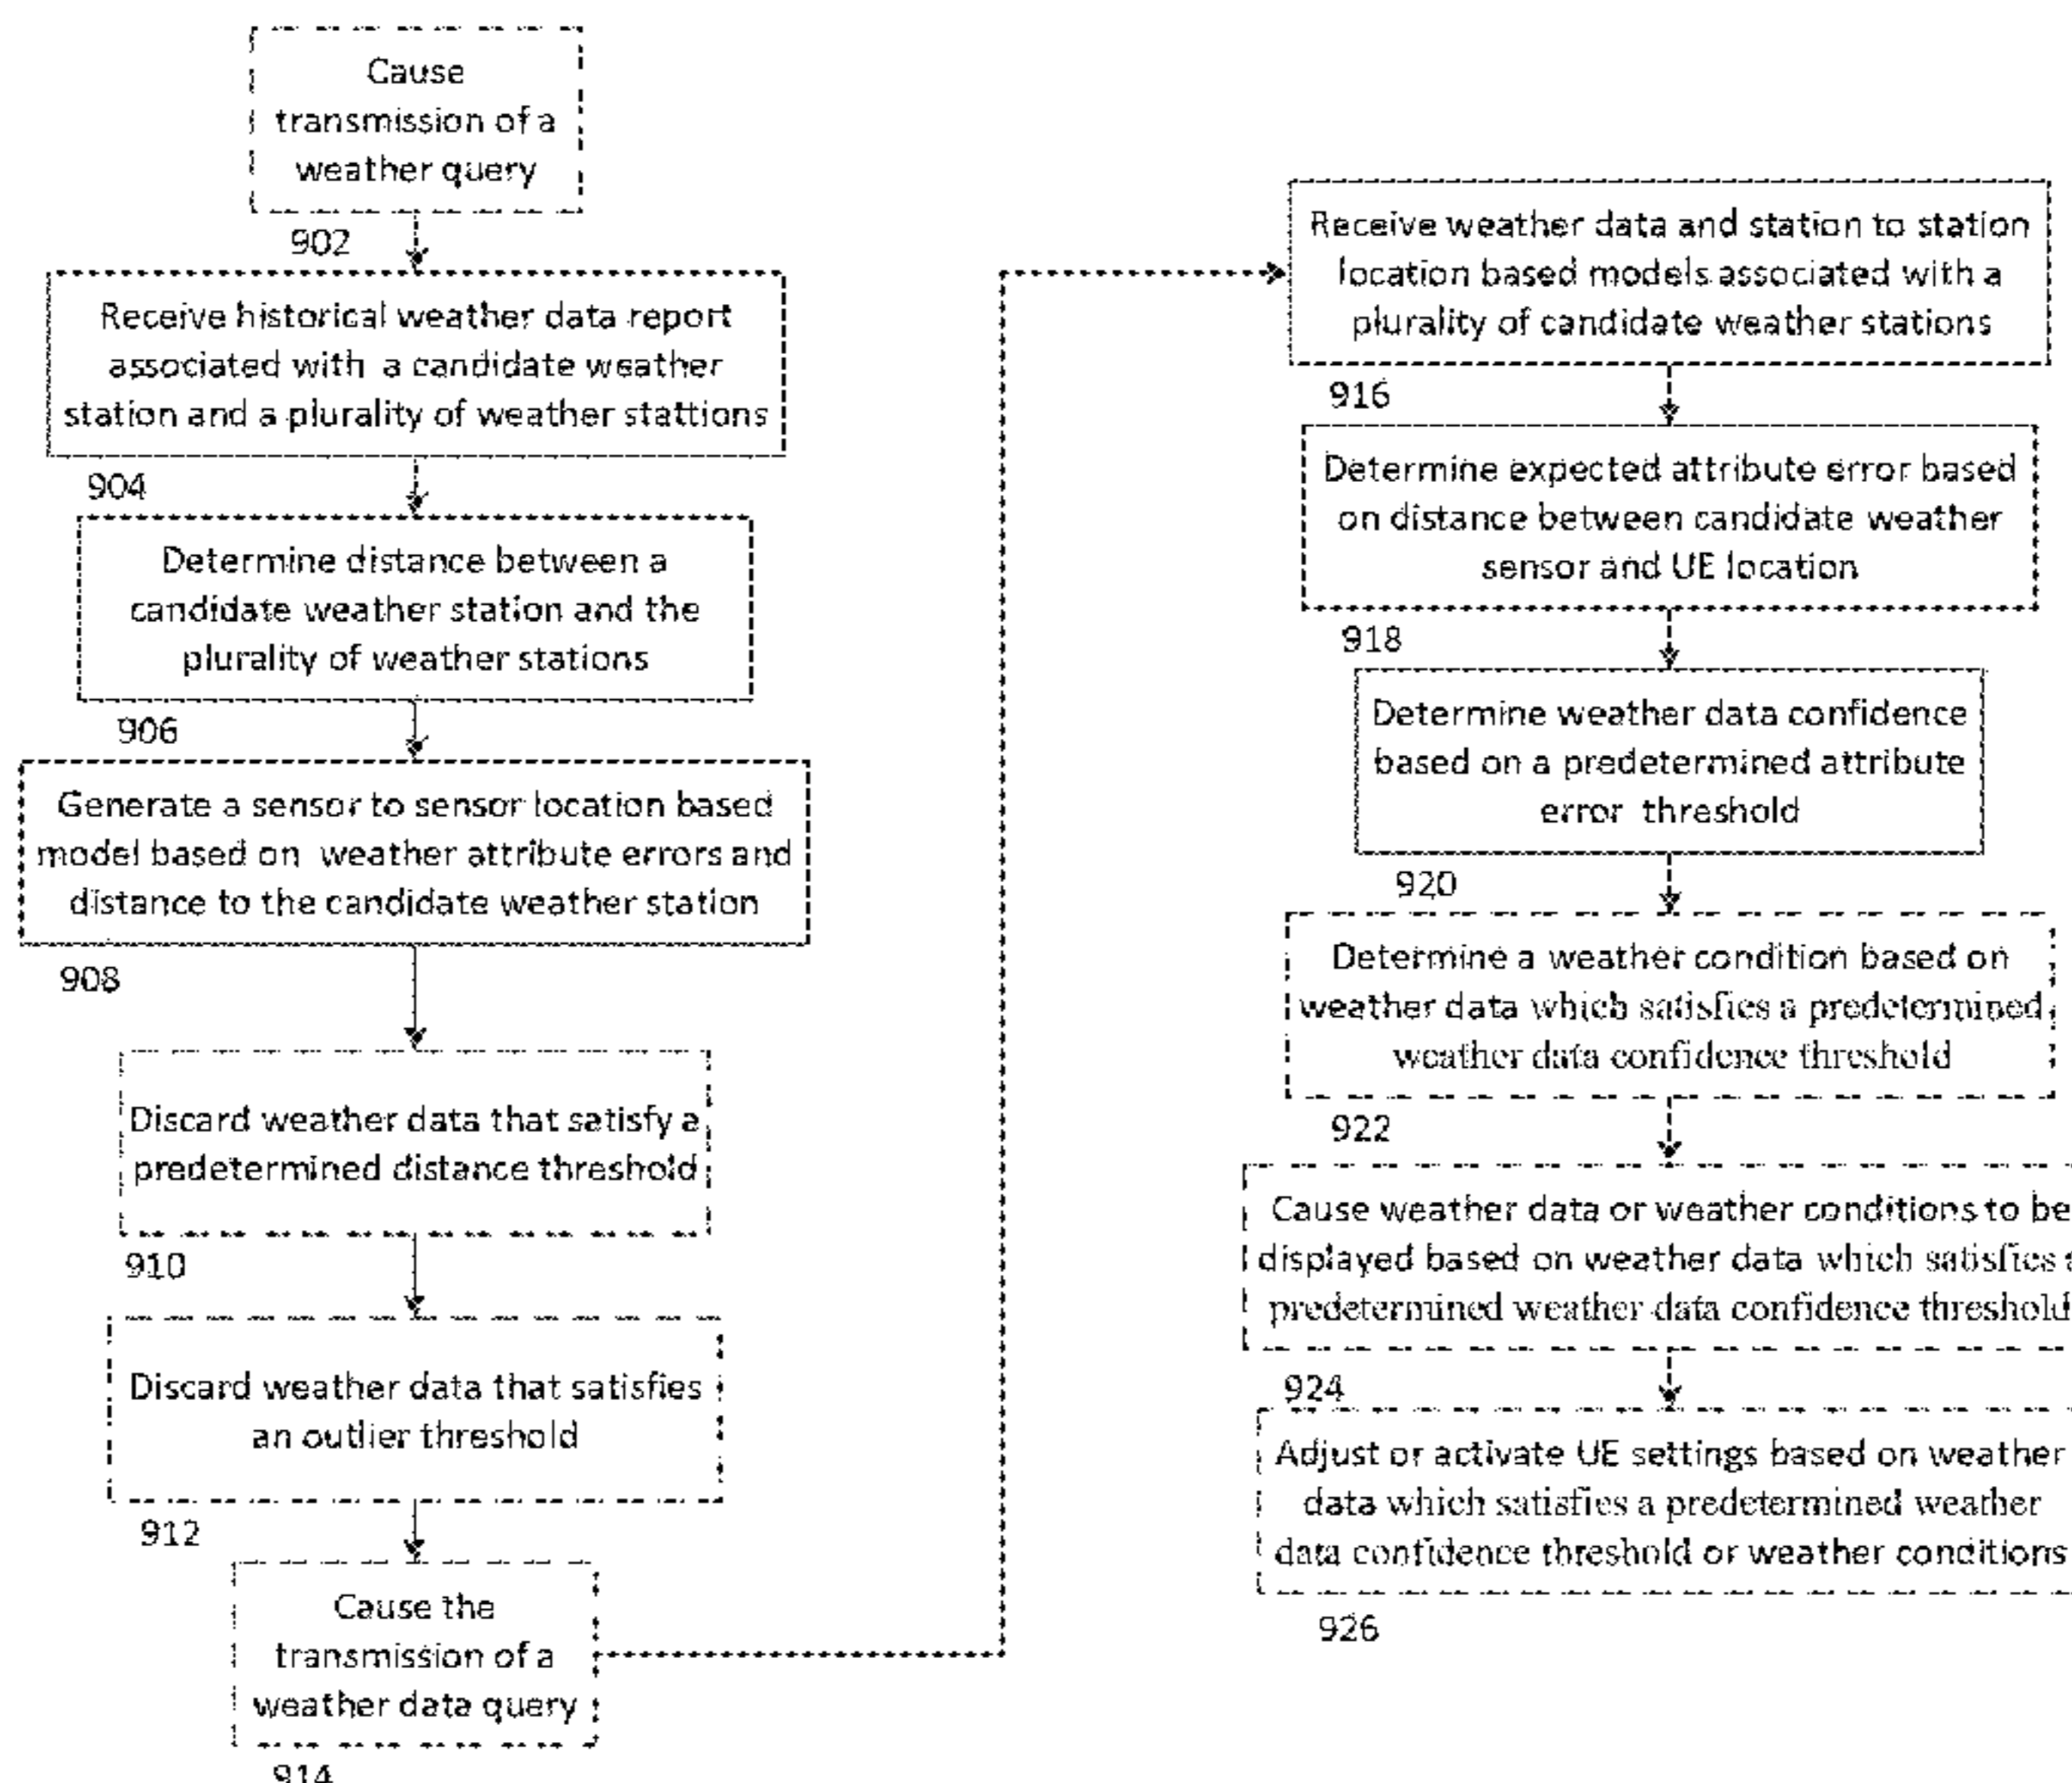 Cause
transmission of a
weather query
902
Receive historical weather data report
associated with a candidate weather
station and a plurality of weather stattions
904
Determine distance between a
candidate weather station and the
plurality of weather stations
906
Generate a sensor to sensor location based
model based on weather attribute errors and
distance to the candidate weather station
908
Discard weather data that satisfy a
predetermined distance threshold
910
Discard weather data that satisfies
an outlier threshold
912
Cause the
transmission of a
weather data query
914
Receive weather data and station to station
location based models associated with a
plurality of candidate weather stations
916
Determine expected attribute error based
on distance between candidate weather
sensor and UE location
918
Determine weather data confidence
based on a predetermined attribute
error threshold
920
Determine a weather condition based on
weather data which satisfies a predetermined
weather data confidence threshold
922
Cause weather data or weather conditions to be
displayed based on weather data which satisfies a
predetermined weather data confidence threshold
924
Adjust or activate UE settings based on weather
data which satisfies a predetermined weather
data confidence threshold or weather conditions
926